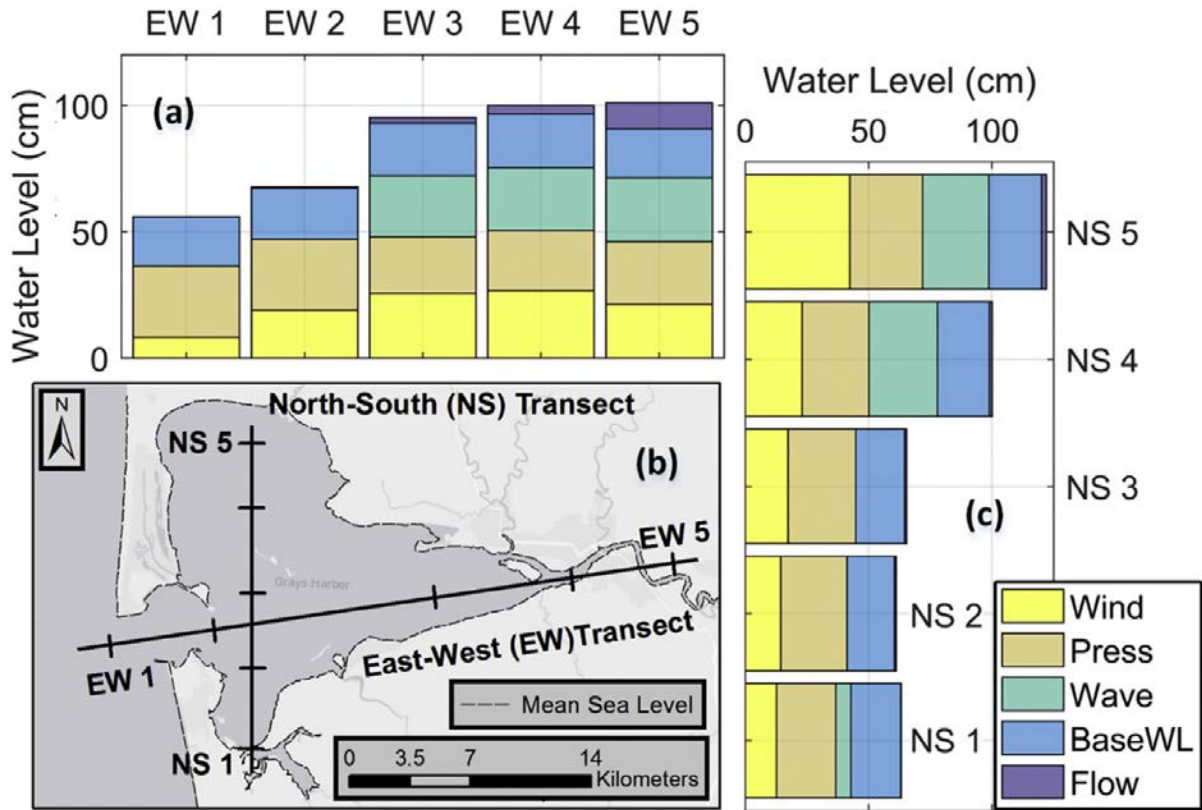 EW 1 EW 2 EW 3 EW 4 EW 5
(a)
Water Level (cm)
100
50
0
Water Level (cm)
0 50 100
NS 5
NS 4
NS 3
NS 2
NS 1
(c)
N
North-South (NS) Transect
NS 5
(b)
EW 5
Grays Harbor
East-West (EW)Transect
EW 1
Mean Sea Level
NS 1
0 3.5 7 14
Kilometers
Wind
Press
Wave
BaseWL
Flow